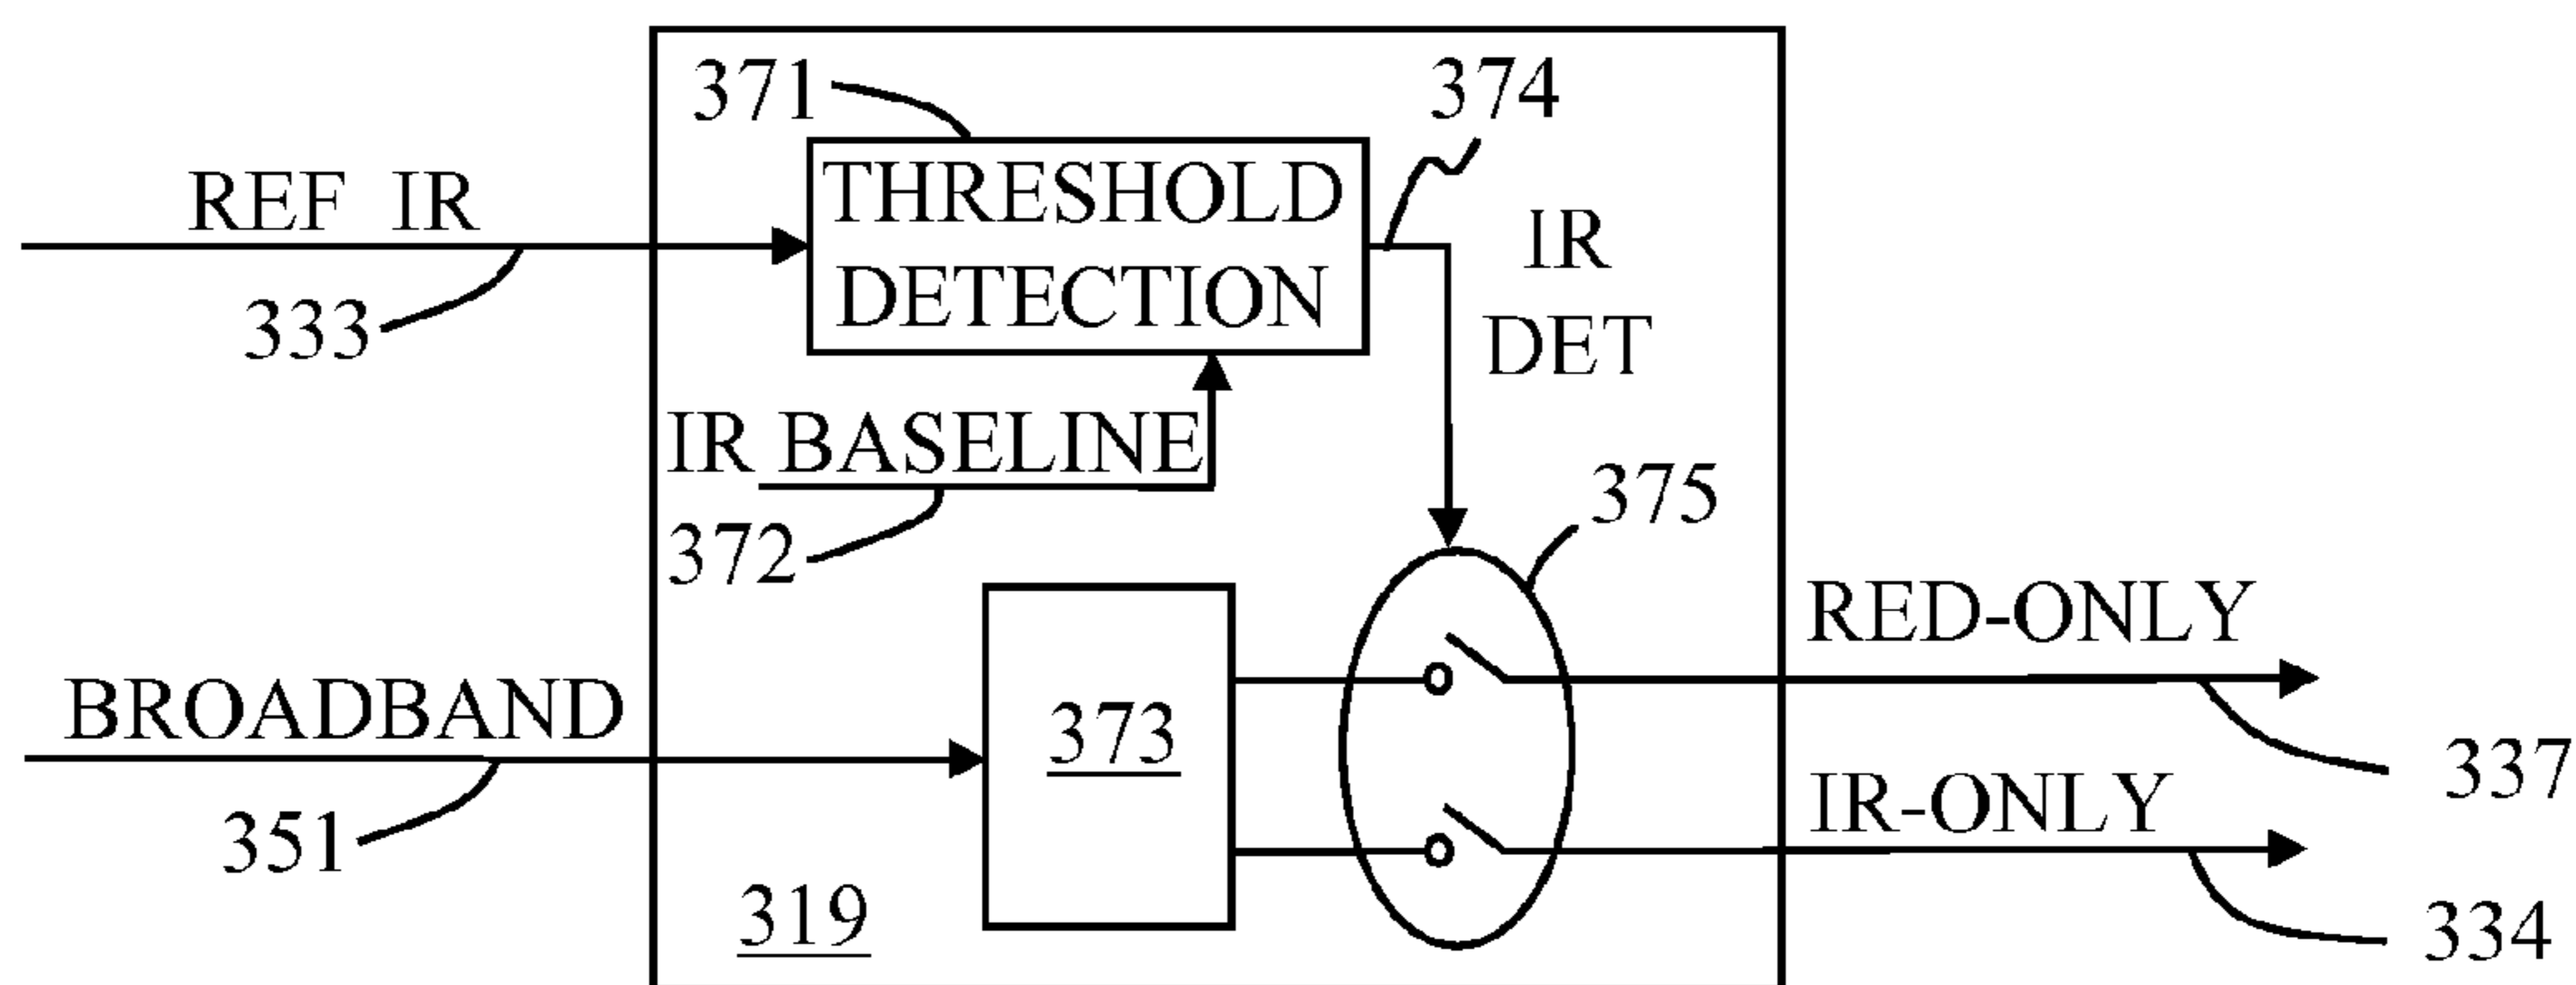 371
374
REF IR
THRESHOLD
DETECTION
IR
DET
333
IR BASELINE
375
372
RED-ONLY
BROADBAND
373
337
IR-ONLY
351
319
334